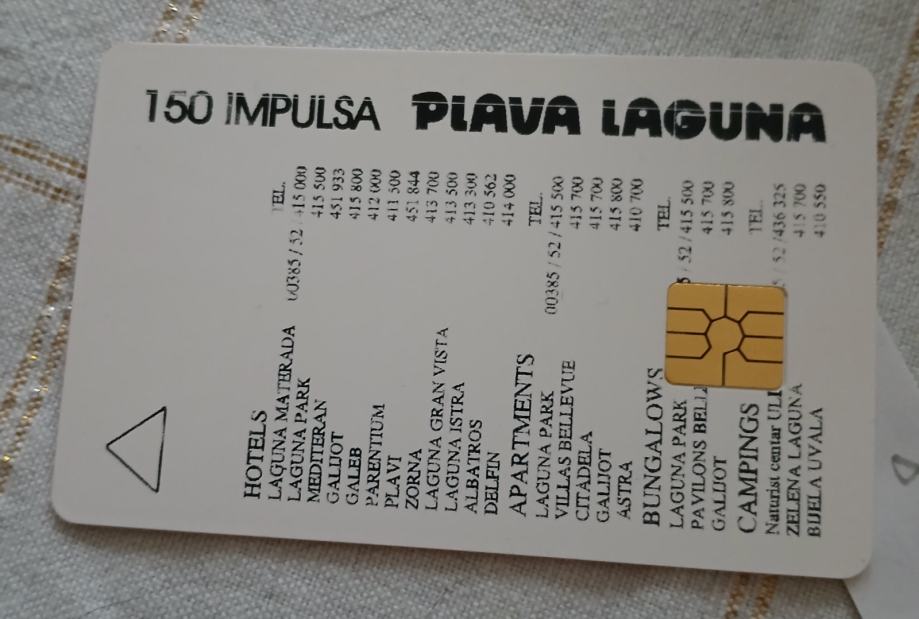 150 IMPULSA PLAVA LAGUNA
HOTELS TEL.
LAGUNA MATERADA 00385 / 52 / 415 000
LAGUNA PARK 415 500
MEDITERAN 451 933
GALIJOT 415 800
GALEB 412 000
PARENTIUM 411 500
PLAVI 451 844
ZORNA 413 700
LAGUNA GRAN VISTA 413 500
LAGUNA ISTRA 413 300
ALBATROS 410 562
DELFIN 414 000
APARTMENTS TEL.
LAGUNA PARK 00385 / 52 / 415 500
VILLAS BELLEVUE 415 700
CITADELA 415 700
GALIJOT 415 800
ASTRA 410 700
BUNGALOWS TEL.
LAGUNA PARK 5 / 52 / 415 500
PAVILONS 415 700
GALIJOT 415 800
CAMPINGS TEL.
Naturist centar / 52 /436 325
ZELENA LAGUNA 415 700
BIJELA UVALA 410 550